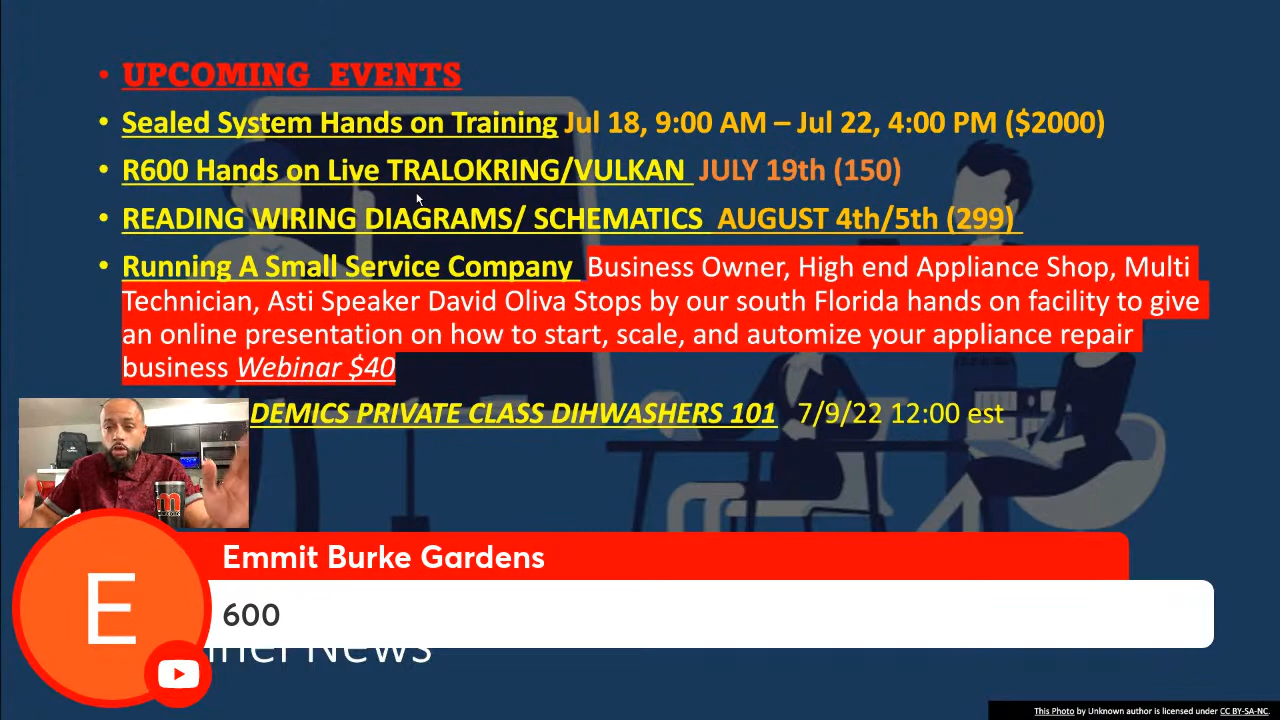 UPCOMING EVENTS
Sealed System Hands on Training Jul 18, 9:00 AM – Jul 22, 4:00 PM ($2000)
R600 Hands on Live TRALOKRING/VULKAN JULY 19th (150)
READING WIRING DIAGRAMS/ SCHEMATICS AUGUST 4th/5th (299)
Running A Small Service Company Business Owner, High end Appliance Shop, Multi
Technician, Asti Speaker David Oliva Stops by our south Florida hands on facility to give
an online presentation on how to start, scale, and automize your appliance repair
business Webinar $40
DEMICS PRIVATE CLASS DIHWASHERS 101 7/9/22 12:00 est
m
E
Emmit Burke Gardens
600
News
This Photo by Unknown author is licensed under CC BY-SA-NC.